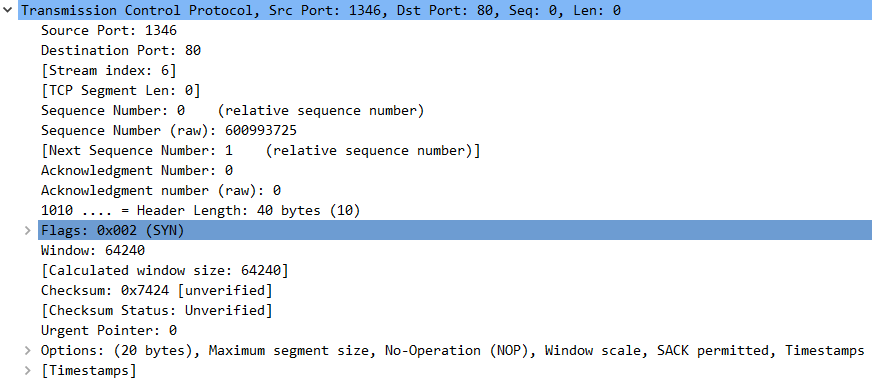 Transmission Control Protocol, Src Port: 1346, Dst Port: 80, Seq: 0, Len: 0
Source Port: 1346
Destination Port: 80
[Stream index: 6]
[TCP Segment Len: 0]
Sequence Number: 0    (relative sequence number)
Sequence Number (raw): 600993725
[Next Sequence Number: 1    (relative sequence number)]
Acknowledgment Number: 0
Acknowledgment number (raw): 0
1010 .... = Header Length: 40 bytes (10)
Flags: 0x002 (SYN)
Window: 64240
[Calculated window size: 64240]
Checksum: 0x7424 [unverified]
[Checksum Status: Unverified]
Urgent Pointer: 0
Options: (20 bytes), Maximum segment size, No-Operation (NOP), Window scale, SACK permitted, Timestamps
[Timestamps]